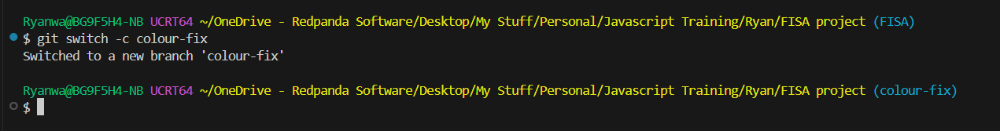 Ryanwa@BG9F5H4-NB UCRT64 ~/OneDrive - Redpanda Software/Desktop/My Stuff/Personal/Javascript Training/Ryan/FISA project (FISA)
$ git switch -c colour-fix
Switched to a new branch 'colour-fix'
Ryanwa@BG9F5H4-NB UCRT64 ~/OneDrive - Redpanda Software/Desktop/My Stuff/Personal/Javascript Training/Ryan/FISA project (colour-fix)
$